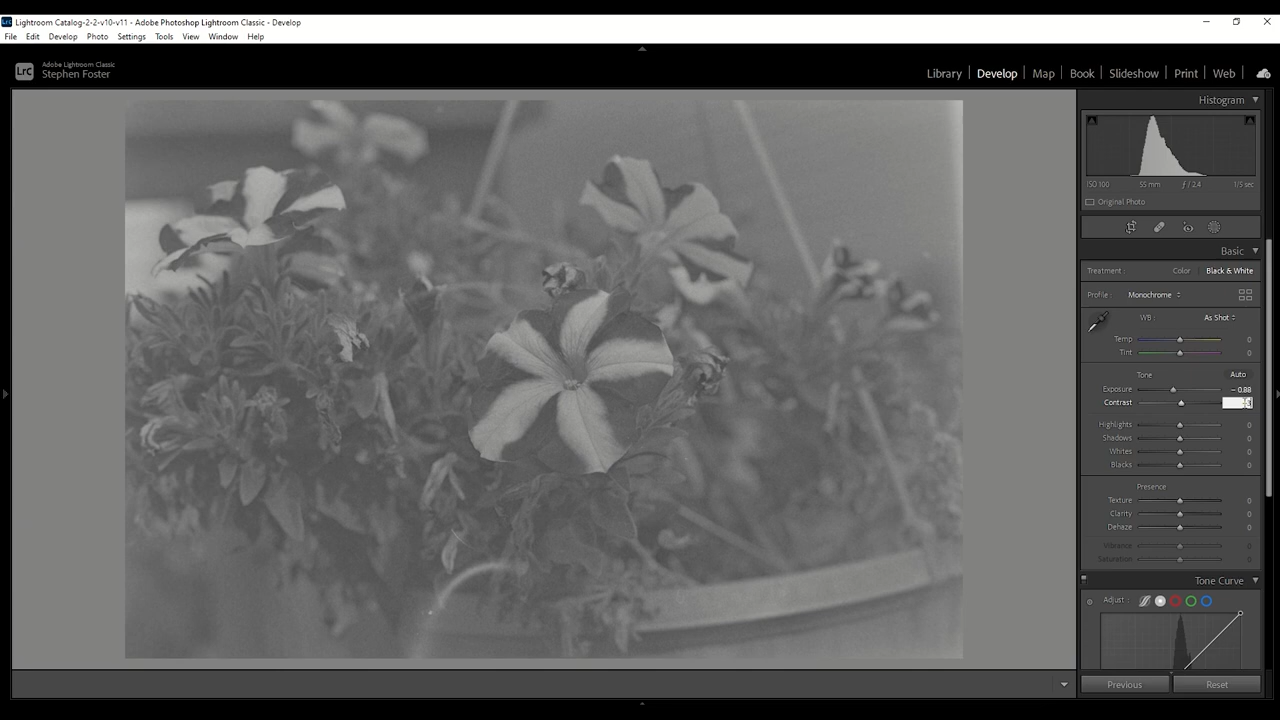 Lightroom Catalog-2-2-v10-v11 - Adobe Photoshop Lightroom Classic - Develop
File Edit Develop Photo Settings Tools View Window Help
Lrc
Adobe Lightroom Classic
Stephen Foster
Library Develop Map Book Slideshow Print Web
Histogram
ISO 100 55 mm ƒ / 2.4 1/5 sec
Original Photo
Basic
Treatment : Color Black & White
Profile : Monochrome
WB : As Shot
Temp 0
Tint 0
Tone Auto
Exposure – 0.88
Contrast 3
Highlights 0
Shadows 0
Whites 0
Blacks 0
Presence
Texture 0
Clarity 0
Dehaze 0
Vibrance 0
Saturation 0
Tone Curve
Adjust :
Previous Reset